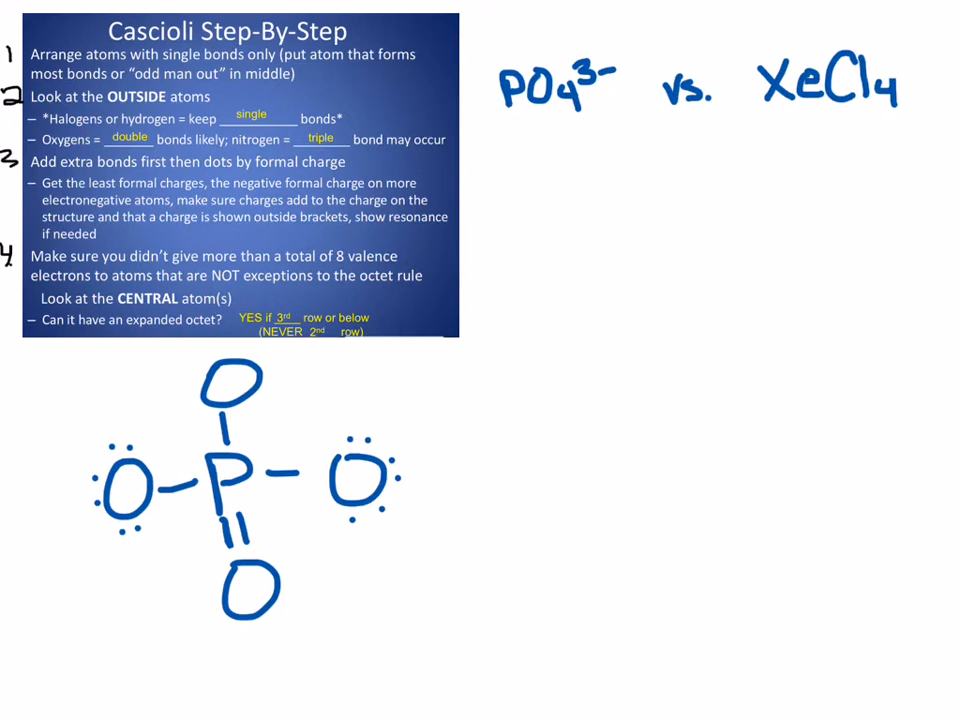 Cascioli Step-By-Step
1 Arrange atoms with single bonds only (put atom that forms
most bonds or “odd man out” in middle)
2 Look at the OUTSIDE atoms
– *Halogens or hydrogen = keep single bonds*
– Oxygens = double bonds likely; nitrogen = triple bond may occur
3 Add extra bonds first then dots by formal charge
– Get the least formal charges, the negative formal charge on more
electronegative atoms, make sure charges add to the charge on the
structure and that a charge is shown outside brackets, show resonance
if needed
4 Make sure you didn’t give more than a total of 8 valence
electrons to atoms that are NOT exceptions to the octet rule
Look at the CENTRAL atom(s)
– Can it have an expanded octet? YES if 3rd row or below
(NEVER 2nd row)
PO₄³⁻ vs. XeCl₄
O
O – P – O
O